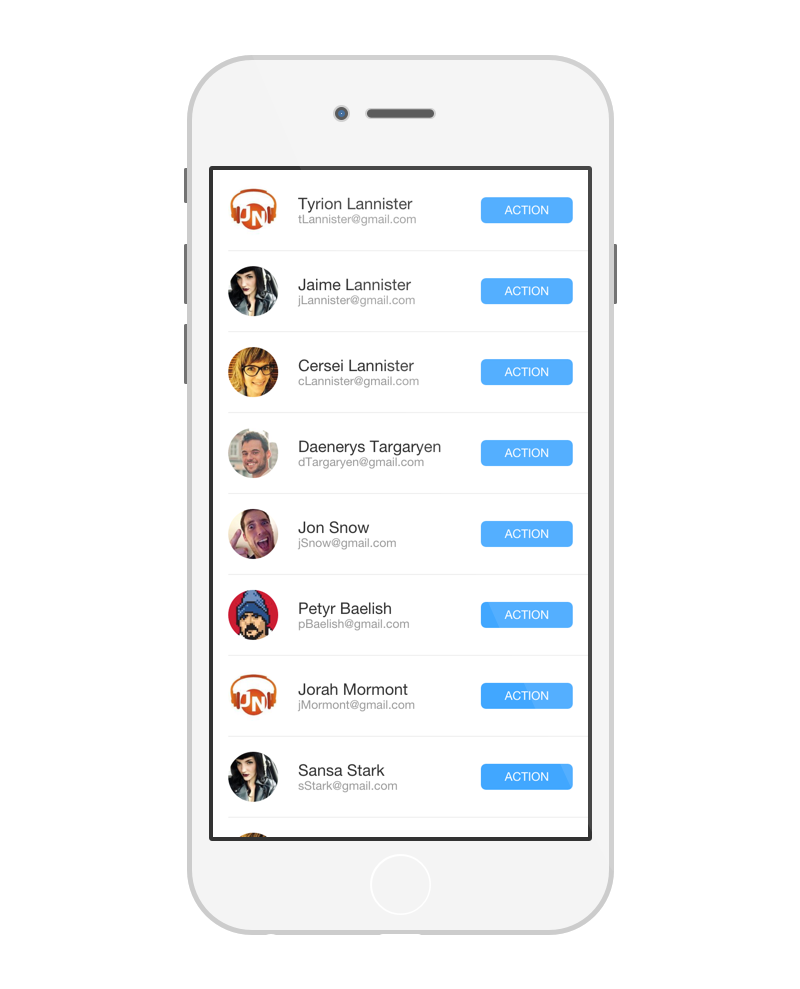 JN
Tyrion Lannister
tLannister@gmail.com
ACTION
Jaime Lannister
jLannister@gmail.com
ACTION
Cersei Lannister
cLannister@gmail.com
ACTION
Daenerys Targaryen
dTargaryen@gmail.com
ACTION
Jon Snow
jSnow@gmail.com
ACTION
Petyr Baelish
pBaelish@gmail.com
ACTION
JN
Jorah Mormont
jMormont@gmail.com
ACTION
Sansa Stark
sStark@gmail.com
ACTION